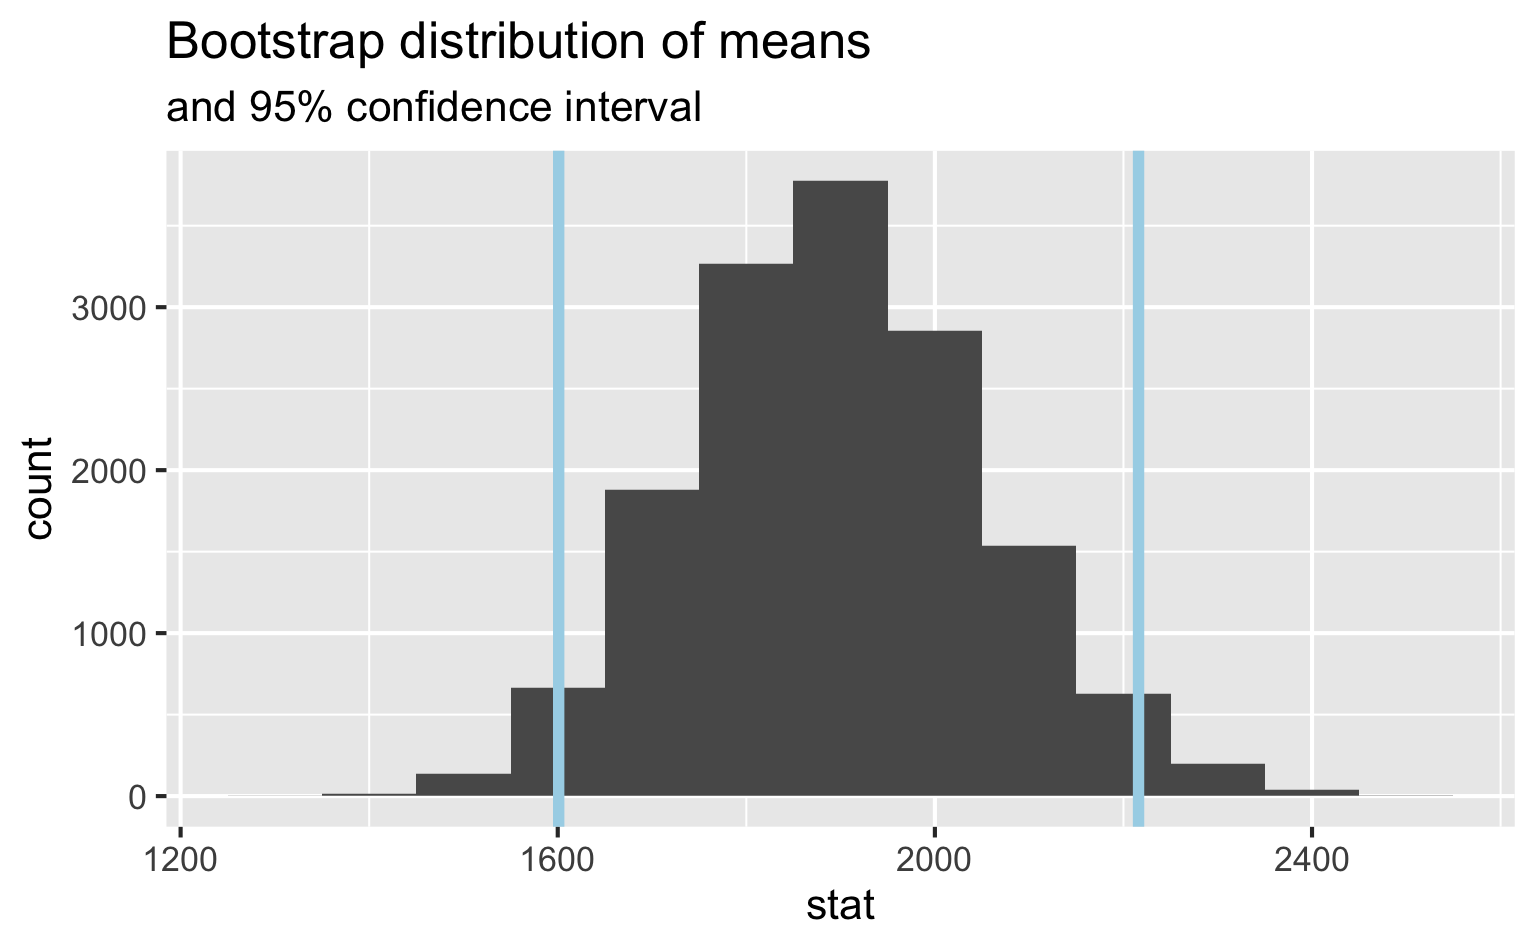 Bootstrap distribution of means
and 95% confidence interval
3000
2000
1000
0
count
1200 1600 2000 2400
stat